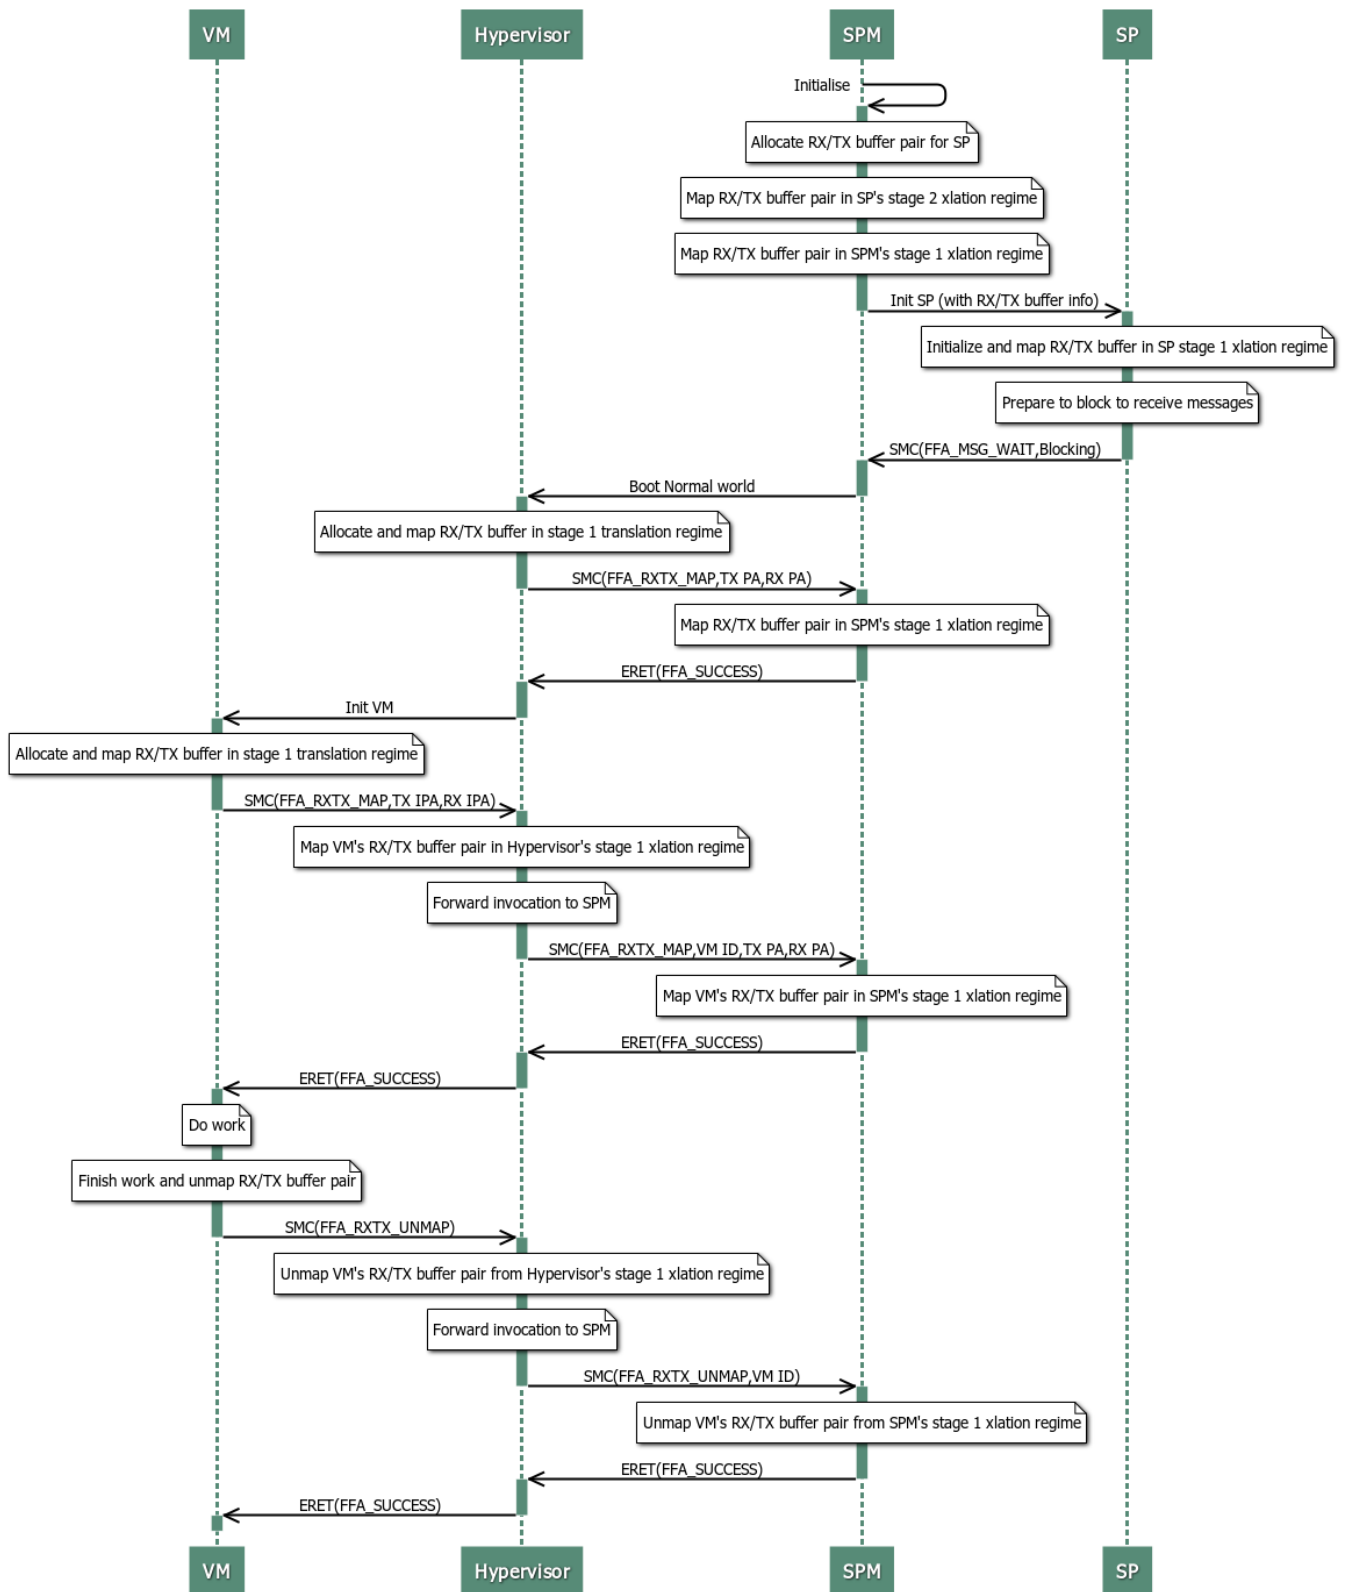 VM
Hypervisor
SPM
SP
Initialise
Allocate RX/TX buffer pair for SP
Map RX/TX buffer pair in SP's stage 2 xlation regime
Map RX/TX buffer pair in SPM's stage 1 xlation regime
Init SP (with RX/TX buffer info)
Initialize and map RX/TX buffer in SP stage 1 xlation regime
Prepare to block to receive messages
SMC(FFA_MSG_WAIT,Blocking)
Boot Normal world
Allocate and map RX/TX buffer in stage 1 translation regime
SMC(FFA_RXTX_MAP,TX PA,RX PA)
Map RX/TX buffer pair in SPM's stage 1 xlation regime
ERET(FFA_SUCCESS)
Init VM
Allocate and map RX/TX buffer in stage 1 translation regime
SMC(FFA_RXTX_MAP,TX IPA,RX IPA)
Map VM's RX/TX buffer pair in Hypervisor's stage 1 xlation regime
Forward invocation to SPM
SMC(FFA_RXTX_MAP,VM ID,TX PA,RX PA)
Map VM's RX/TX buffer pair in SPM's stage 1 xlation regime
ERET(FFA_SUCCESS)
ERET(FFA_SUCCESS)
Do work
Finish work and unmap RX/TX buffer pair
SMC(FFA_RXTX_UNMAP)
Unmap VM's RX/TX buffer pair from Hypervisor's stage 1 xlation regime
Forward invocation to SPM
SMC(FFA_RXTX_UNMAP,VM ID)
Unmap VM's RX/TX buffer pair from SPM's stage 1 xlation regime
ERET(FFA_SUCCESS)
ERET(FFA_SUCCESS)
VM
Hypervisor
SPM
SP